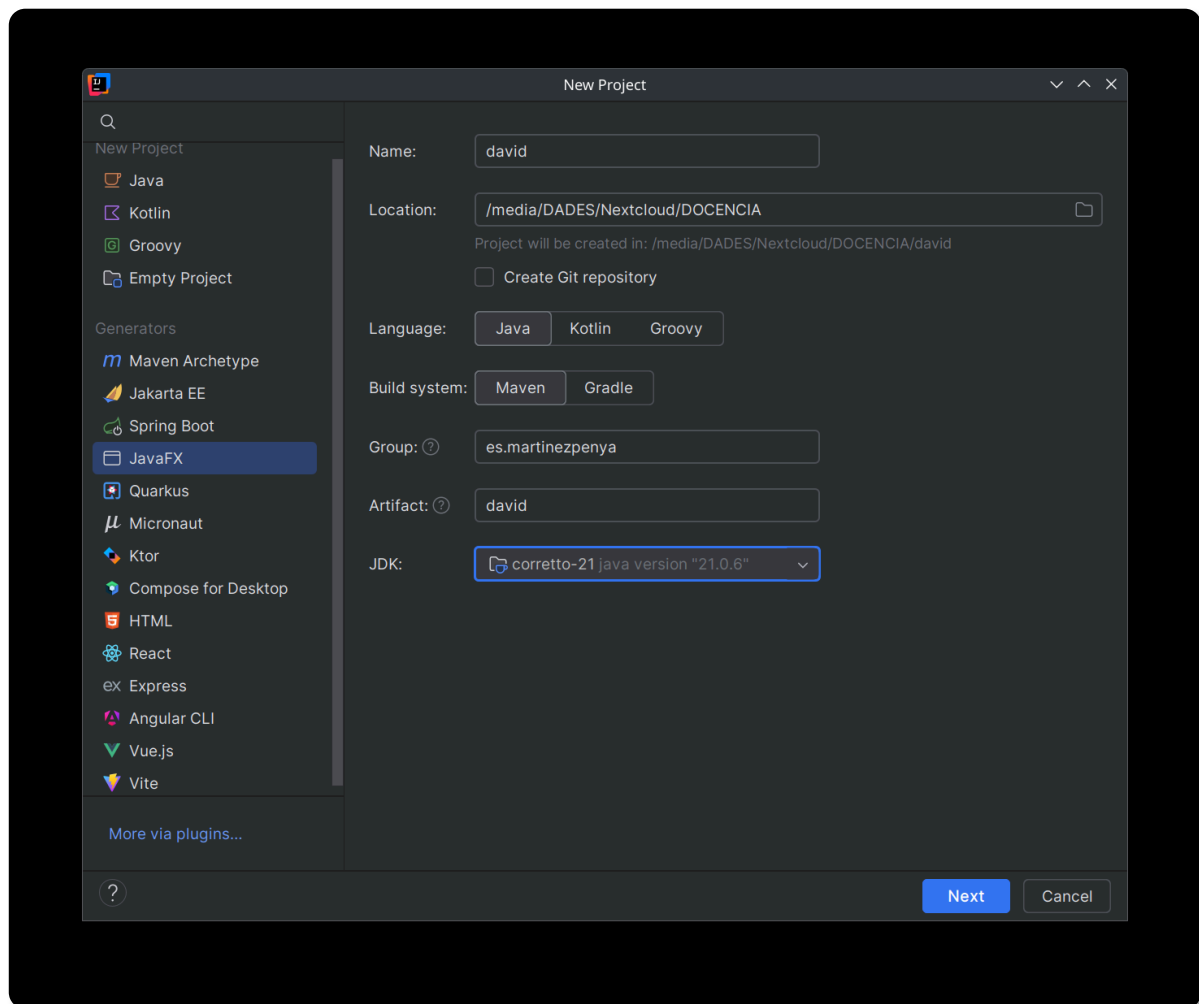 New Project
New Project
Java
Kotlin
Groovy
Empty Project
Generators
Maven Archetype
Jakarta EE
Spring Boot
JavaFX
Quarkus
Micronaut
Ktor
Compose for Desktop
HTML
React
ex Express
Angular CLI
Vue.js
Vite
More via plugins...
Name: david
Location: /media/DADES/Nextcloud/DOCENCIA
Project will be created in: /media/DADES/Nextcloud/DOCENCIA/david
Create Git repository
Language: Java Kotlin Groovy
Build system: Maven Gradle
Group: ? es.martinezpenya
Artifact: ? david
JDK: corretto-21 java version "21.0.6"
? Next Cancel